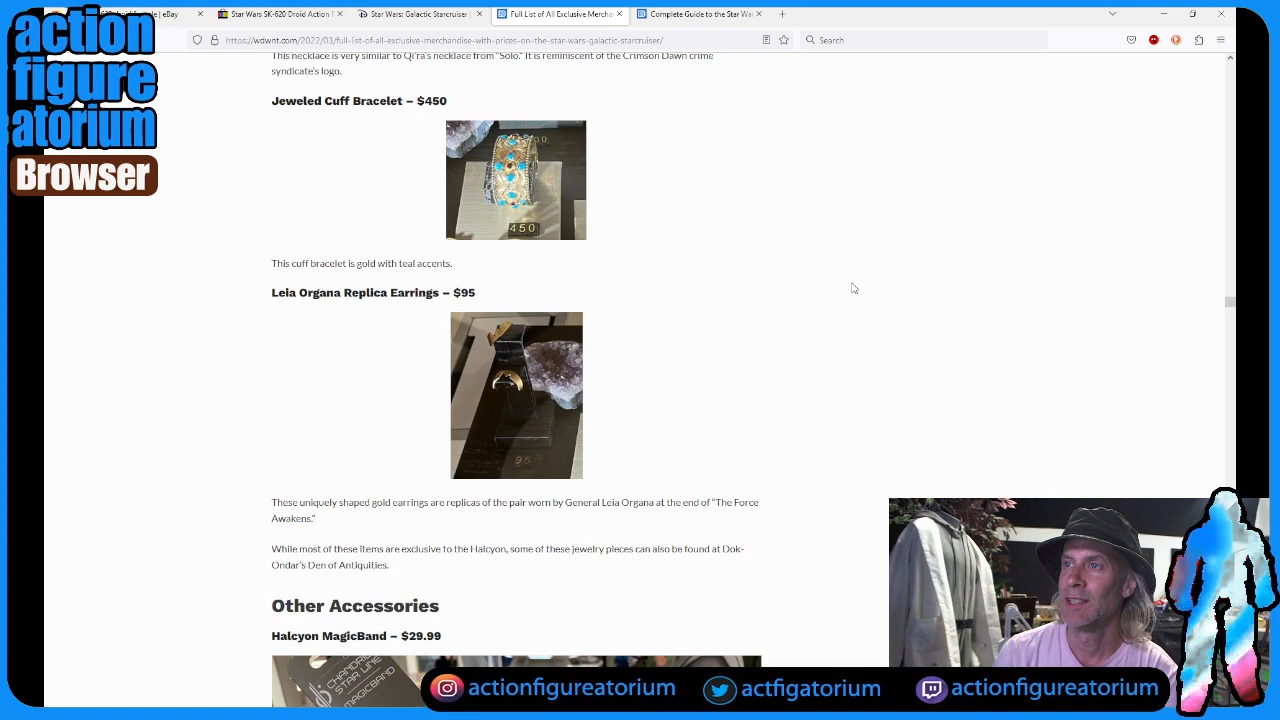 action
figure
atorium
Browser
eBay
Star Wars SK-620 Droid Action F
Star Wars: Galactic Starcruiser |
Full List of All Exclusive Mercha
Complete Guide to the Star Wa
https://wdwnt.com/2022/03/full-list-of-all-exclusive-merchandise-with-prices-on-the-star-wars-galactic-starcruiser/
Search
This necklace is very similar to Qi'ra's necklace from "Solo." It is reminiscent of the Crimson Dawn crime
syndicate's logo.
Jeweled Cuff Bracelet – $450
450
This cuff bracelet is gold with teal accents.
Leia Organa Replica Earrings – $95
95
These uniquely shaped gold earrings are replicas of the pair worn by General Leia Organa at the end of "The Force
Awakens."
While most of these items are exclusive to the Halcyon, some of these jewelry pieces can also be found at Dok-
Ondar's Den of Antiquities.
Other Accessories
Halcyon MagicBand – $29.99
CHANDRILA
STAR LINE
MAGICBAND
actionfigureatorium
actfigatorium
actionfigureatorium